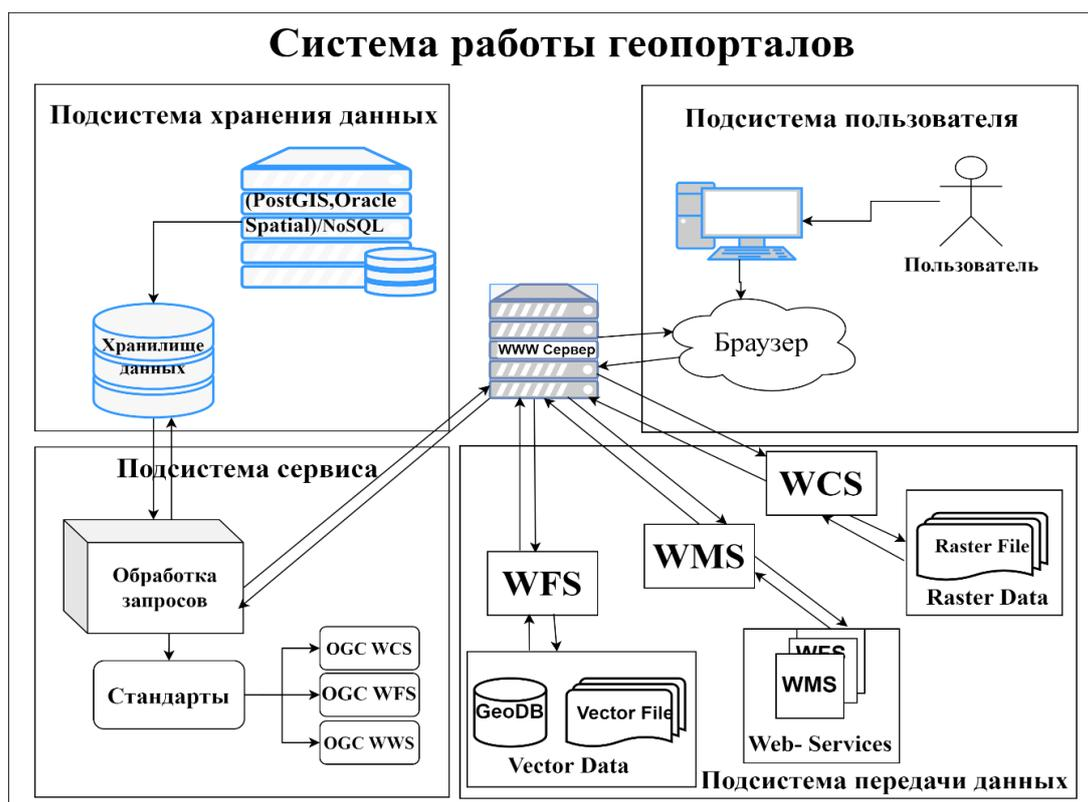 Система работы геопорталов
Подсистема хранения данных
(PostGIS,Oracle
Spatial)/NoSQL
Хранилище
данных
Подсистема пользователя
Пользователь
Браузер
WWW Сервер
Подсистема сервиса
Обработка
запросов
Стандарты
OGC WCS
OGC WFS
OGC WWS
WCS
WMS
WFS
Raster File
Raster Data
GeoDB
Vector File
Vector Data
WFS
WMS
Web- Services
Подсистема передачи данных